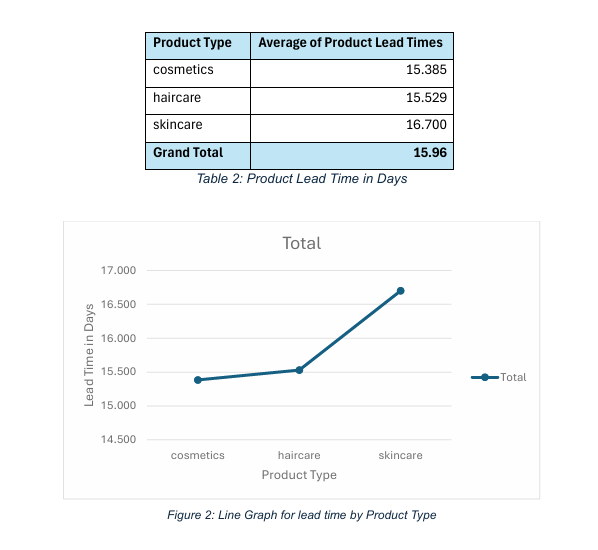 Product Type Average of Product Lead Times
cosmetics 15.385
haircare 15.529
skincare 16.700
Grand Total 15.96
Table 2: Product Lead Time in Days
Total
17.000
16.500
16.000
15.500
15.000
14.500
Lead Time in Days
cosmetics haircare skincare
Product Type
Total
Figure 2: Line Graph for lead time by Product Type